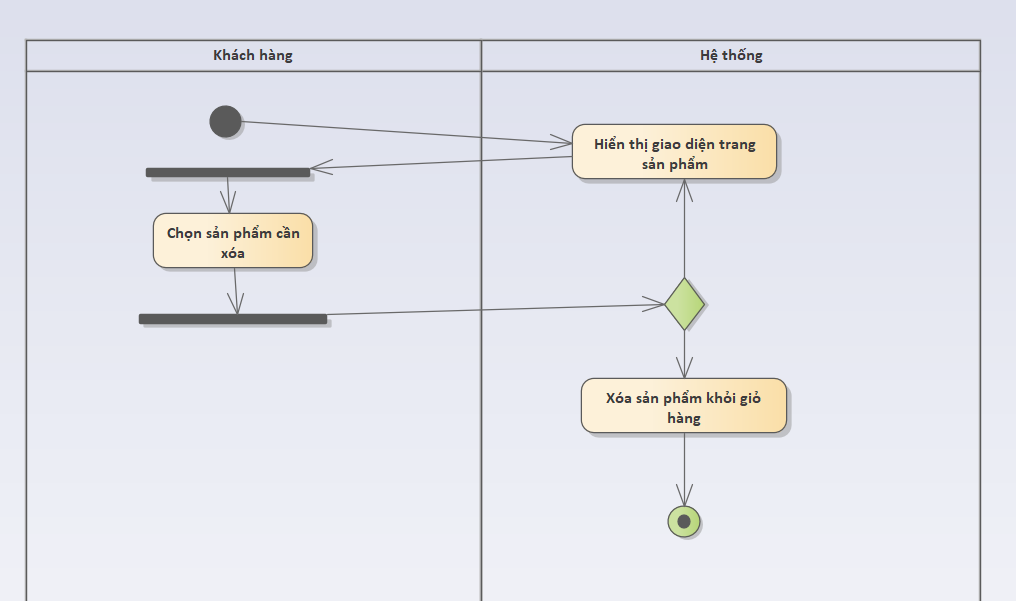 Khách hàng
Hệ thống
Hiển thị giao diện trang
sản phẩm
Chọn sản phẩm cần
xóa
Xóa sản phẩm khỏi giỏ
hàng